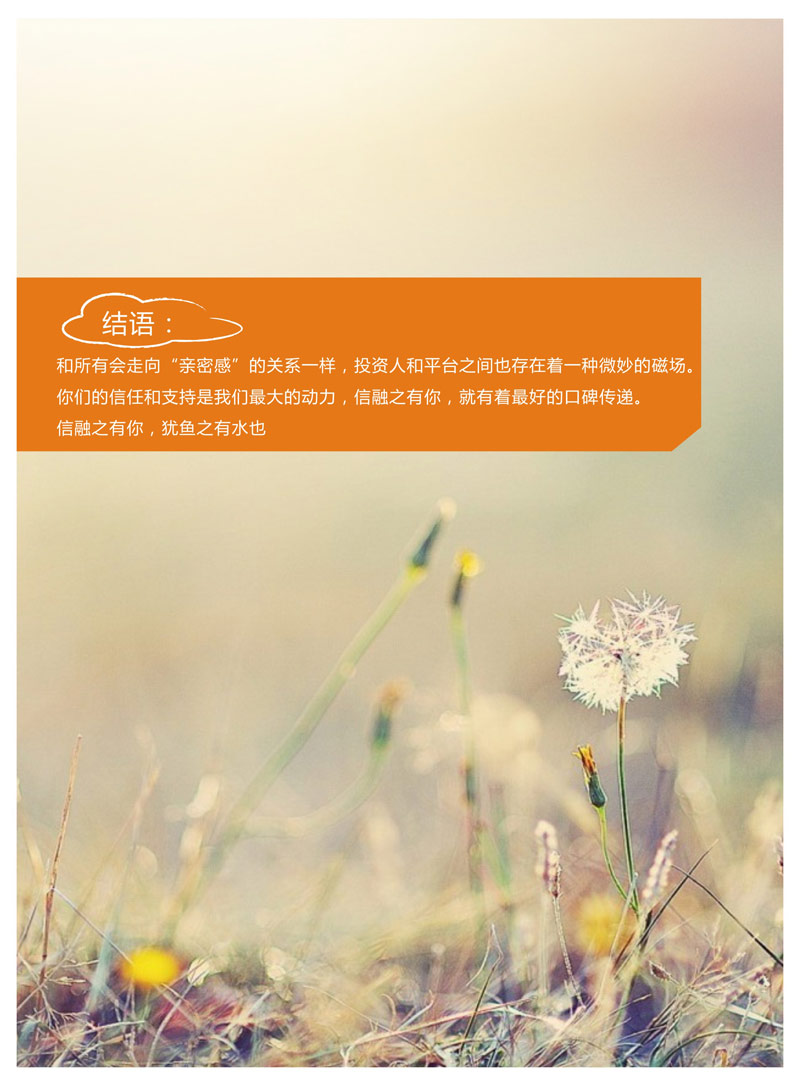 结语：
和所有会走向“亲密感”的关系一样，投资人和平台之间也存在着一种微妙的磁场。
你们的信任和支持是我们最大的动力，信融之有你，就有着最好的口碑传递。
信融之有你，犹鱼之有水也